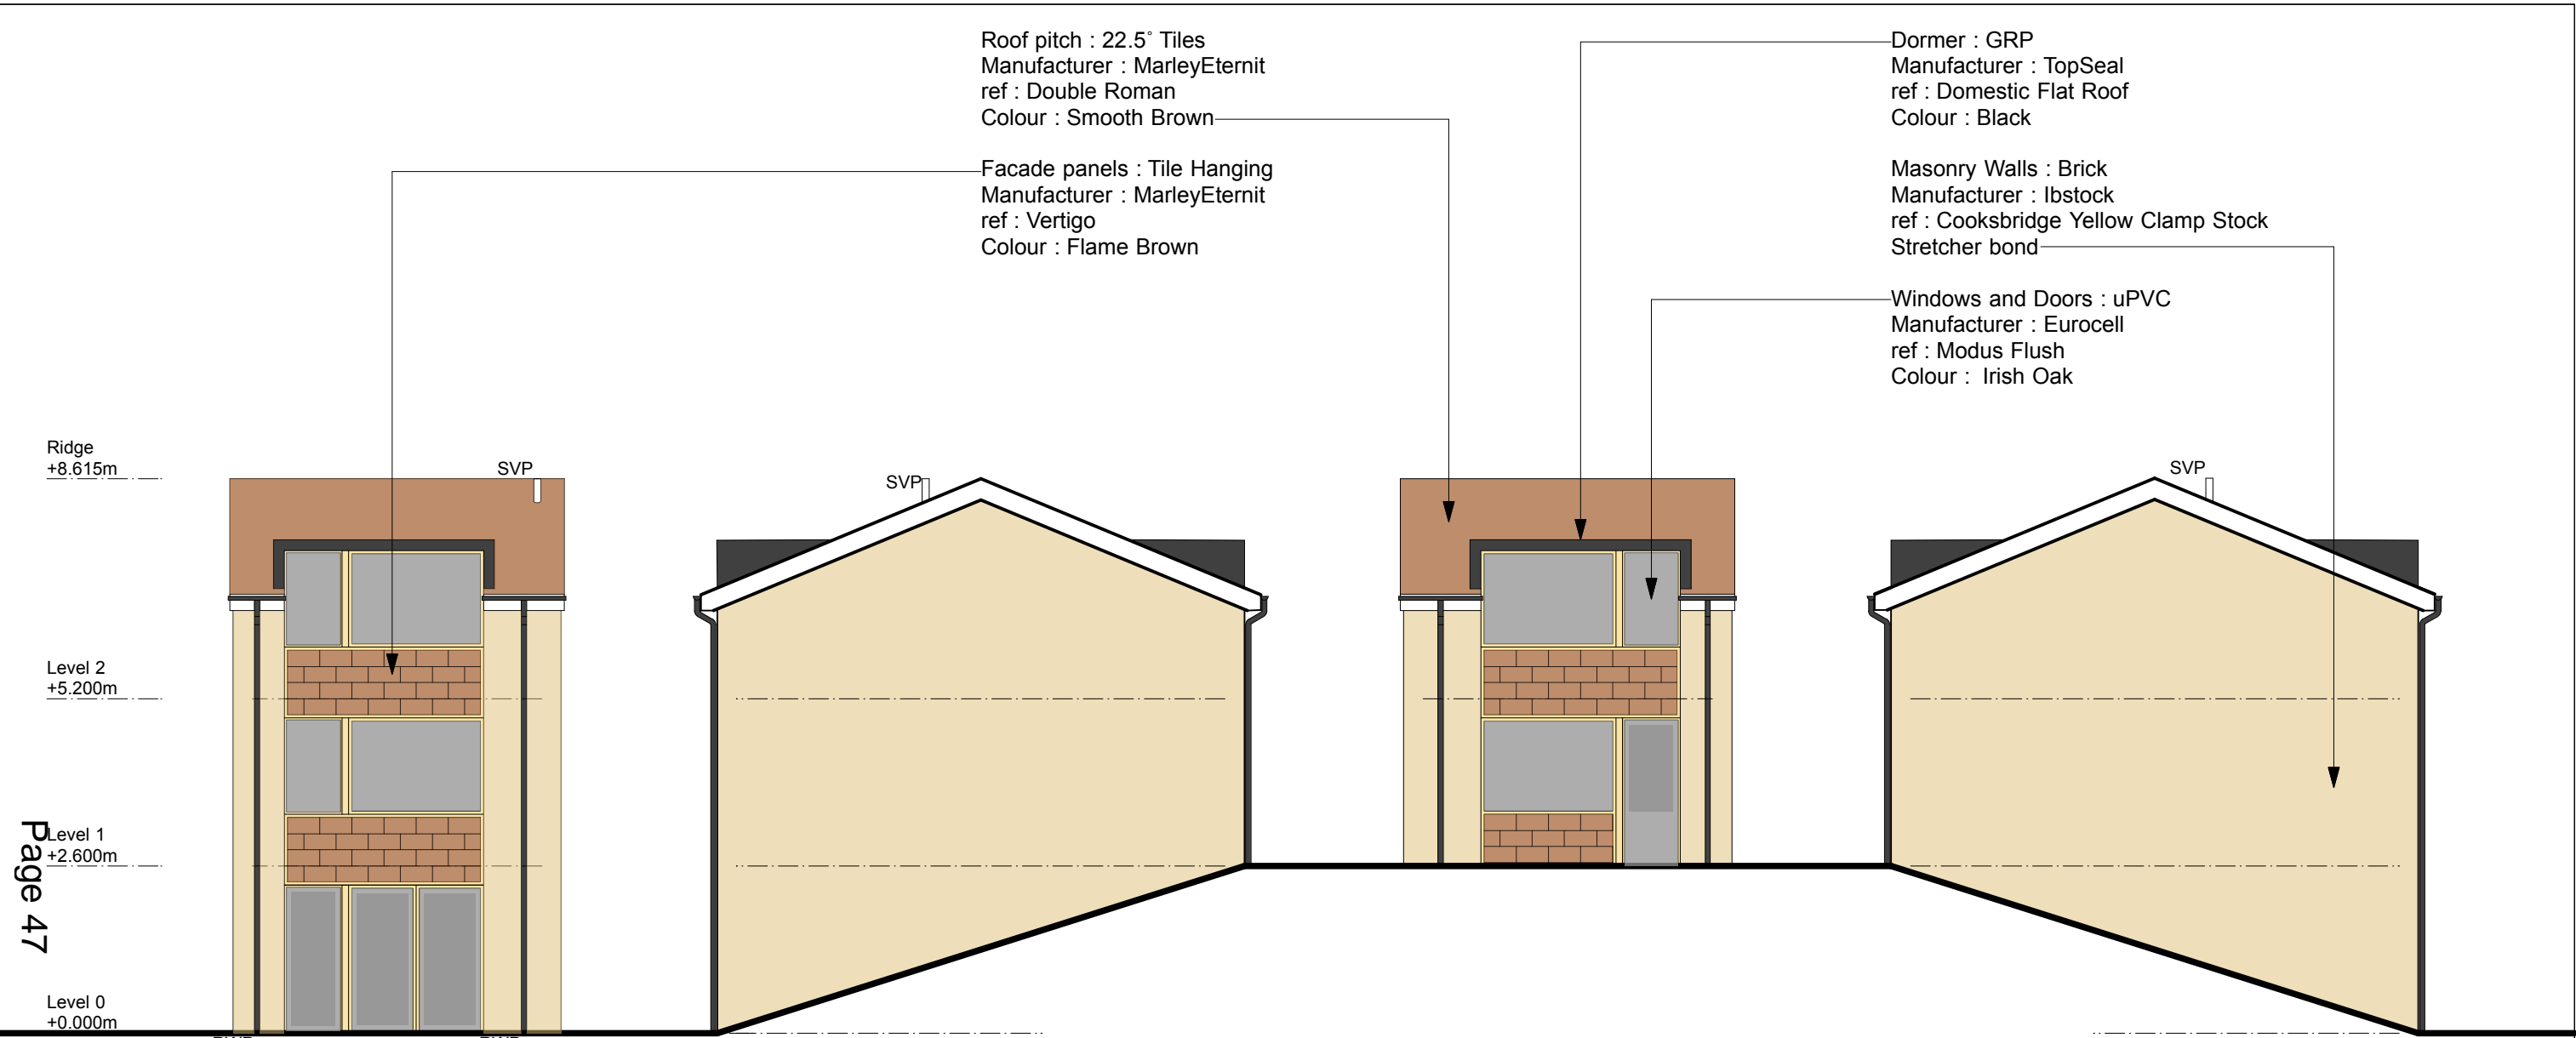 Roof pitch : 22.5° Tiles
Manufacturer : MarleyEternit
ref : Double Roman
Colour : Smooth Brown
Facade panels : Tile Hanging
Manufacturer : MarleyEternit
ref : Vertigo
Colour : Flame Brown
Dormer : GRP
Manufacturer : TopSeal
ref : Domestic Flat Roof
Colour : Black
Masonry Walls : Brick
Manufacturer : Ibstock
ref : Cooksbridge Yellow Clamp Stock
Stretcher bond
Windows and Doors : uPVC
Manufacturer : Eurocell
ref : Modus Flush
Colour : Irish Oak
Ridge
+8.615m
SVP
SVP
SVP
Level 2
+5.200m
Level 1
+2.600m
Level 0
+0.000m
Page 47